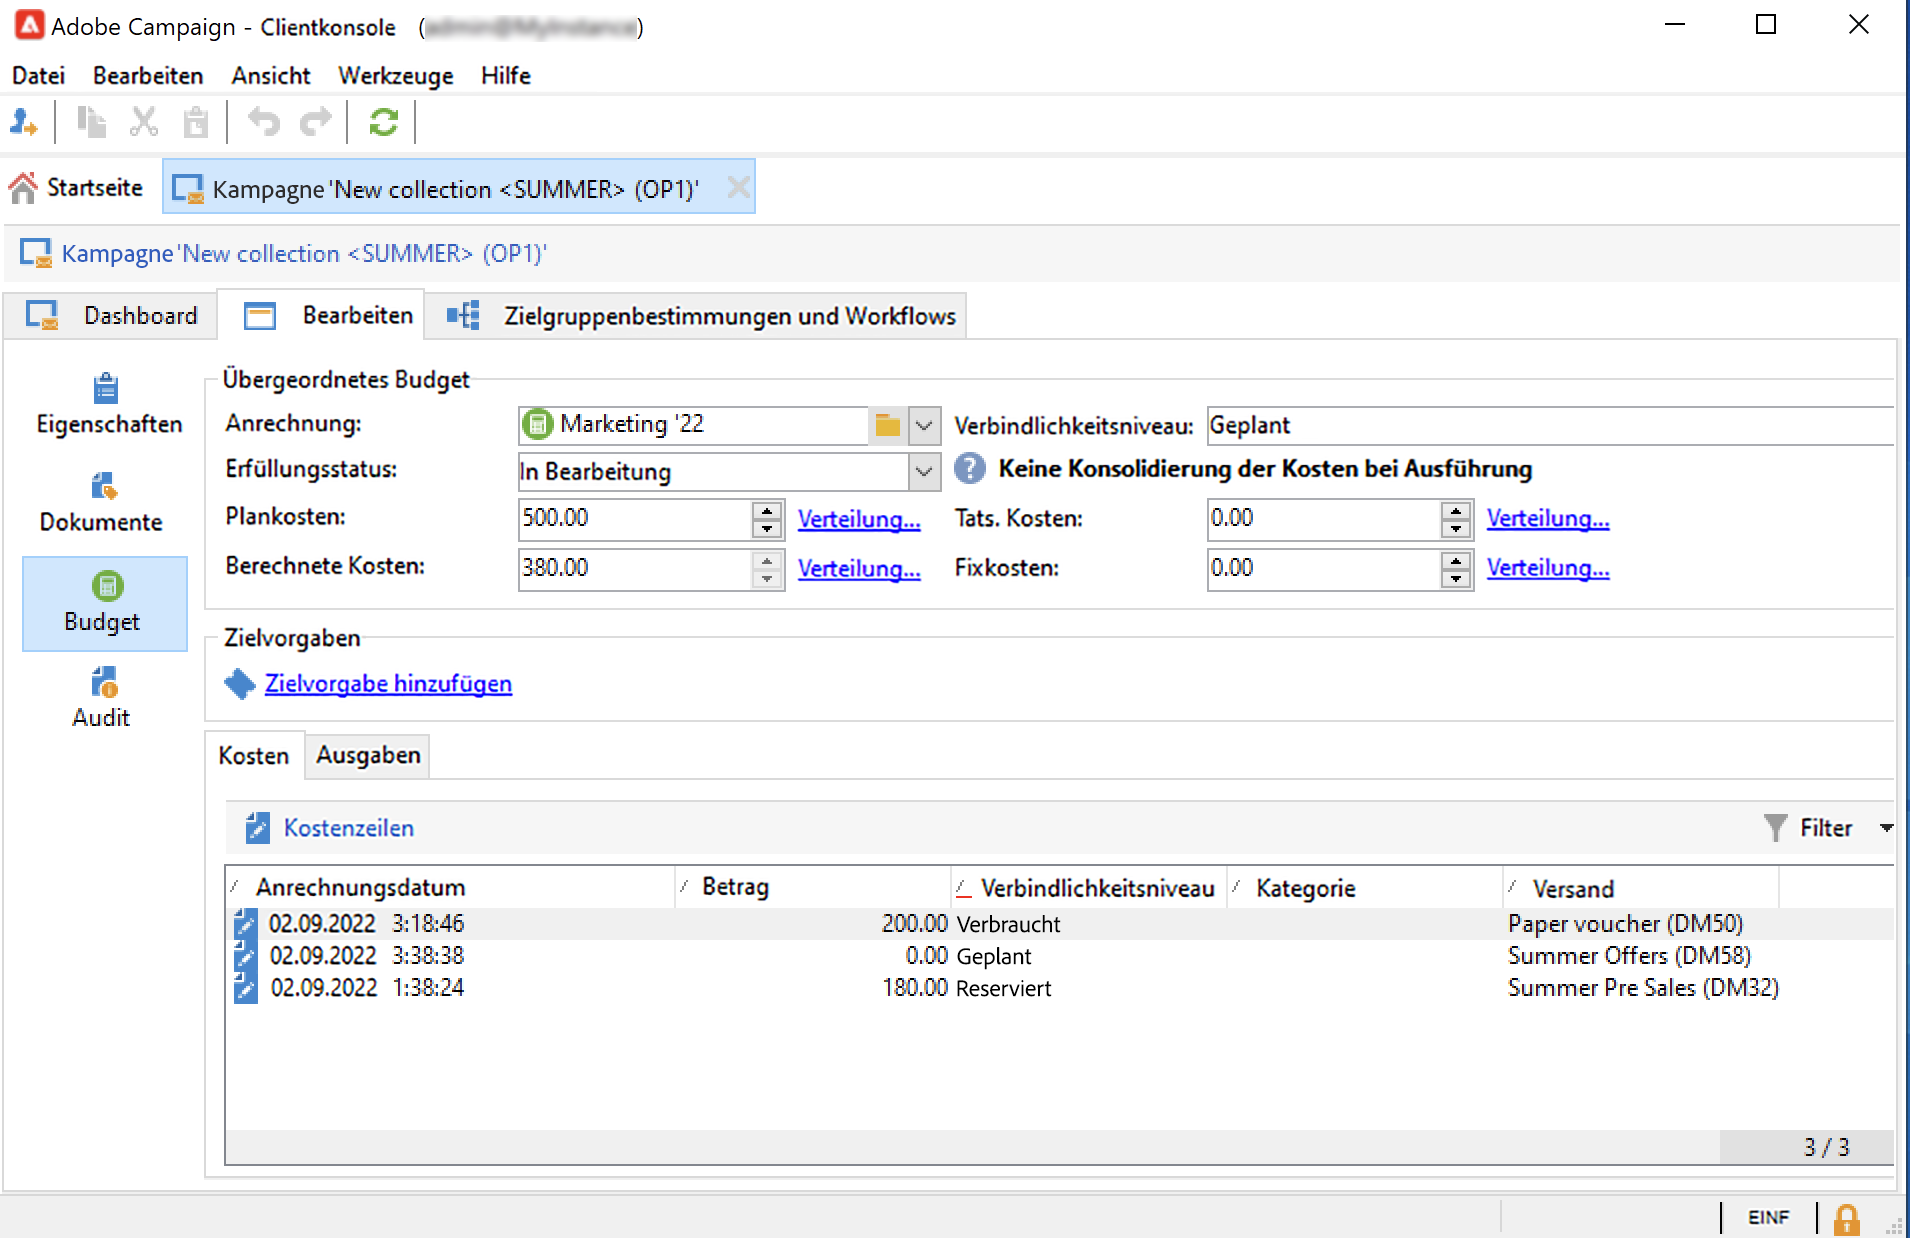 Adobe Campaign - Clientkonsole ( )
Datei Bearbeiten Ansicht Werkzeuge Hilfe
Startseite Kampagne 'New collection <SUMMER> (OP1)'
Kampagne 'New collection <SUMMER> (OP1)'
Dashboard Bearbeiten Zielgruppenbestimmungen und Workflows
Eigenschaften
Dokumente
Budget
Audit
Übergeordnetes Budget
Anrechnung: Marketing '22 Verbindlichkeitsniveau: Geplant
Erfüllungsstatus: In Bearbeitung ? Keine Konsolidierung der Kosten bei Ausführung
Plankosten: 500.00 Verteilung... Tats. Kosten: 0.00 Verteilung...
Berechnete Kosten: 380.00 Verteilung... Fixkosten: 0.00 Verteilung...
Zielvorgaben
Zielvorgabe hinzufügen
Kosten Ausgaben
Kostenzeilen Filter
Anrechnungsdatum Betrag Verbindlichkeitsniveau Kategorie Versand
02.09.2022 3:18:46 200.00 Verbraucht Paper voucher (DM50)
02.09.2022 3:38:38 0.00 Geplant Summer Offers (DM58)
02.09.2022 1:38:24 180.00 Reserviert Summer Pre Sales (DM32)
3 / 3
EINF